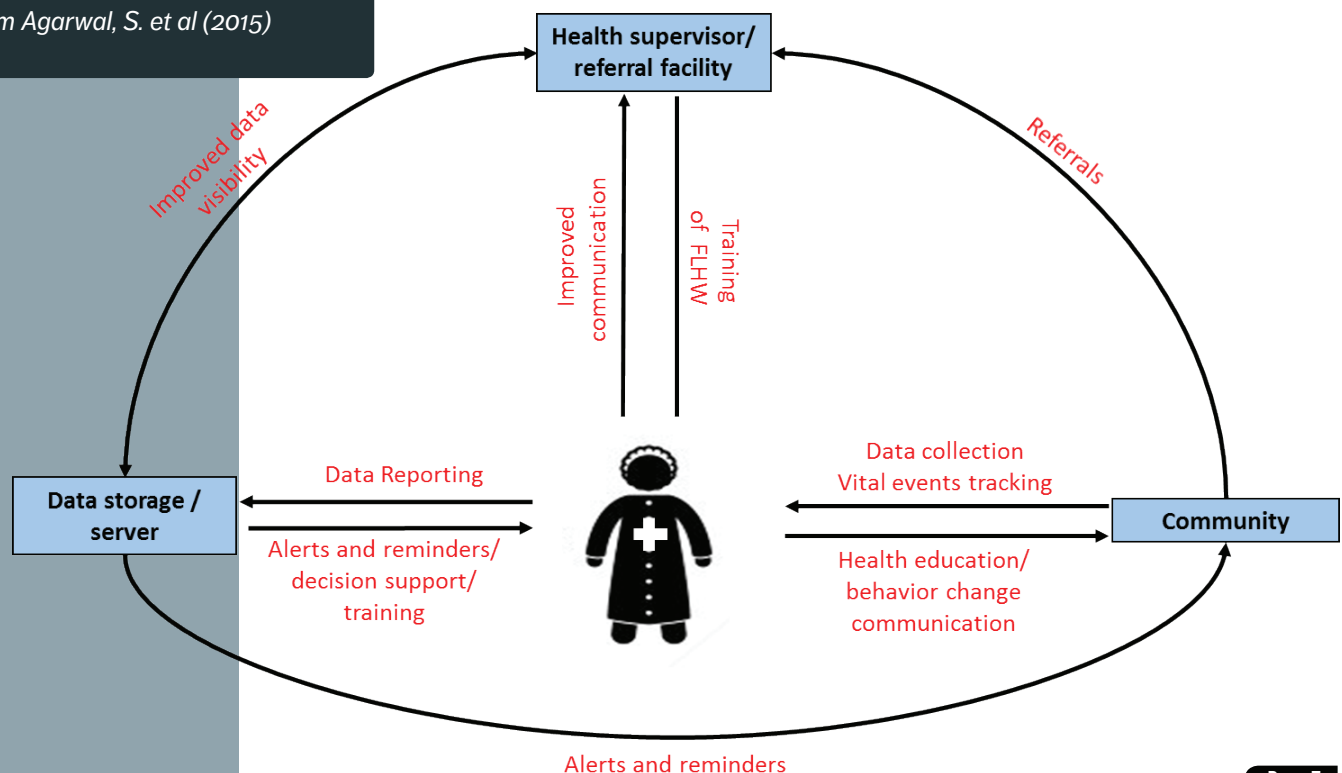 m Agarwal, S. et al (2015)
Health supervisor/
referral facility
Improved data
visibility
Referrals
Improved
communication
Training
of FLHW
Data collection
Vital events tracking
Data Reporting
Data storage /
server
Community
Alerts and reminders/
decision support/
training
Health education/
behavior change
communication
Alerts and reminders